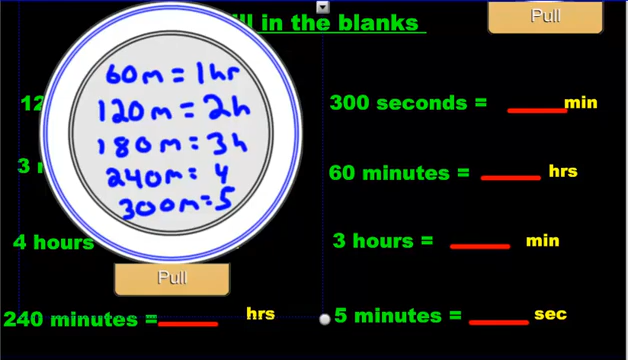 ill in the blanks
Pull
60m = 1hr
120m = 2h
180m = 3h
240m = 4
300m = 5
Pull
12
3
4 hours
240 minutes = hrs
300 seconds = min
60 minutes = hrs
3 hours = min
5 minutes = sec